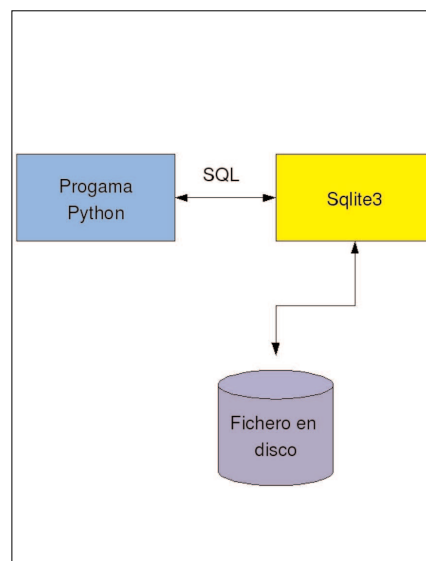 Progama
Python
SQL
Sqlite3
Fichero en
disco